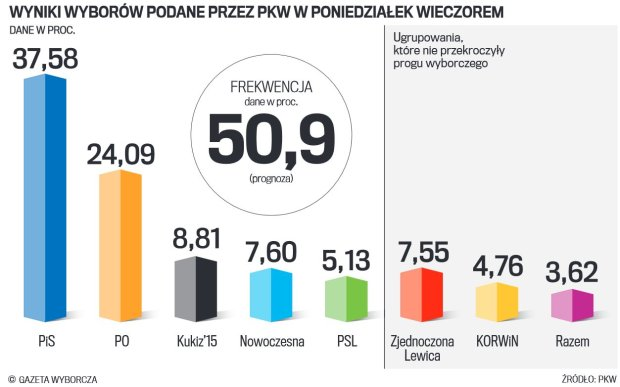 WYNIKI WYBORÓW PODANE PRZEZ PKW W PONIEDZIAŁEK WIECZOREM
DANE W PROC.
37,58
24,09
8,81
7,60
5,13
FREKWENCJA
dane w proc.
50,9
(prognoza)
Ugrupowania,
które nie przekroczyły
progu wyborczego
7,55
4,76
3,62
PiS
PO
Kukiz'15
Nowoczesna
PSL
Zjednoczona
Lewica
KORWiN
Razem
© GAZETA WYBORCZA
ŹRÓDŁO: PKW